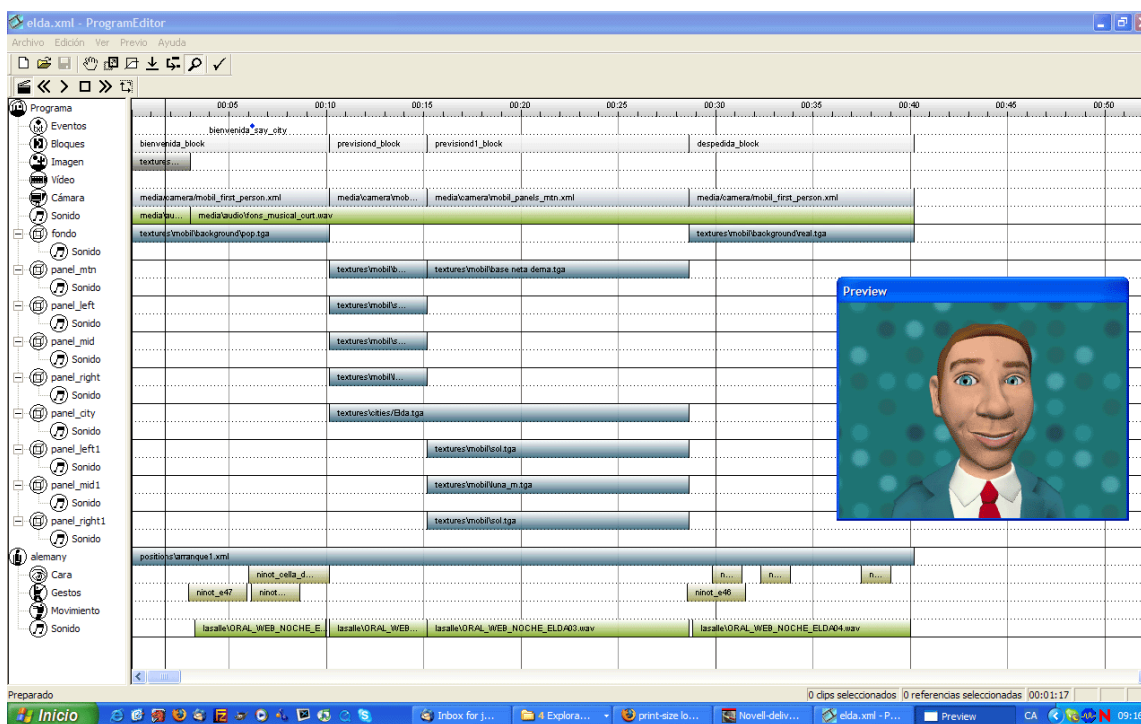 elda.xml - ProgramEditor
Archivo Edición Ver Previo Ayuda
00:05 00:10 00:15 00:20 00:25 00:30 00:35 00:40 00:45 00:50
Programa
Eventos bienvenida_say_city
Bloques bienvenida_block previsiond_block previsiond1_block despedida_block
Imagen textures...
Vídeo
Cámara media/camera/mobil_first_person.xml media\camera\mob... media\camera\mobil_panels_mtn.xml media/camera/mobil_first_person.xml
Sonido media\au... media\audio\fons_musical_curt.wav
fondo textures\mobil\background\pop.tga textures\mobil\background\real.tga
Sonido
panel_mtn textures\mobil\b... textures\mobil\base neta dema.tga
Sonido
panel_left textures\mobil\s...
Sonido
panel_mid textures\mobil\s...
Sonido
panel_right textures\mobil\l...
Sonido
panel_city textures\cities/Elda.tga
Sonido
panel_left1 textures\mobil\sol.tga
Sonido
panel_mid1 textures\mobil\luna_m.tga
Sonido
panel_right1 textures\mobil\sol.tga
Sonido
Preview
alemany positions\arranque1.xml
Cara ninot_cella_d... n... n... n...
Gestos ninot_e47 ninot... ninot_e46
Movimiento
Sonido lasalle\ORAL_WEB_NOCHE_E... lasalle\ORAL_WEB... lasalle\ORAL_WEB_NOCHE_ELDA03.wav lasalle\ORAL_WEB_NOCHE_ELDA04.wav
Preparado 0 clips seleccionados 0 referencias seleccionadas 00:01:17
Inicio Inbox for j... 4 Explora... print-size lo... Novell-deliv... elda.xml - P... Preview CA